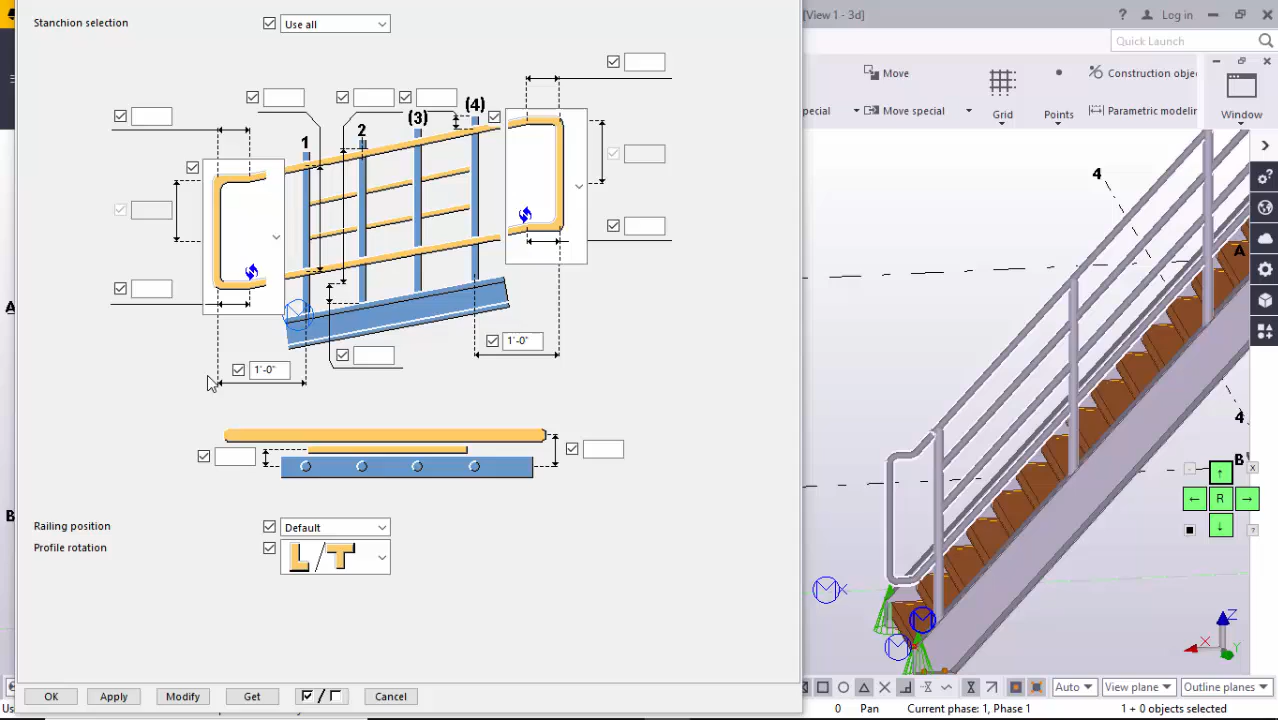 [View 1 - 3d]
? Log in
Stanchion selection
Use all
Quick Launch
Move
Construction obje
pecial
Move special
Grid
Points
Parametric modelin
Window
1
2
(3)
(4)
1'-0"
1'-0"
Railing position
Default
Profile rotation
L/T
A
B
4
A
4
B
R
X
?
M
M
M
M
X
Z
X
Y
OK
Apply
Modify
Get
/
Cancel
Auto
View plane
Outline planes
Us
0
Pan
Current phase: 1, Phase 1
1 + 0 objects selected